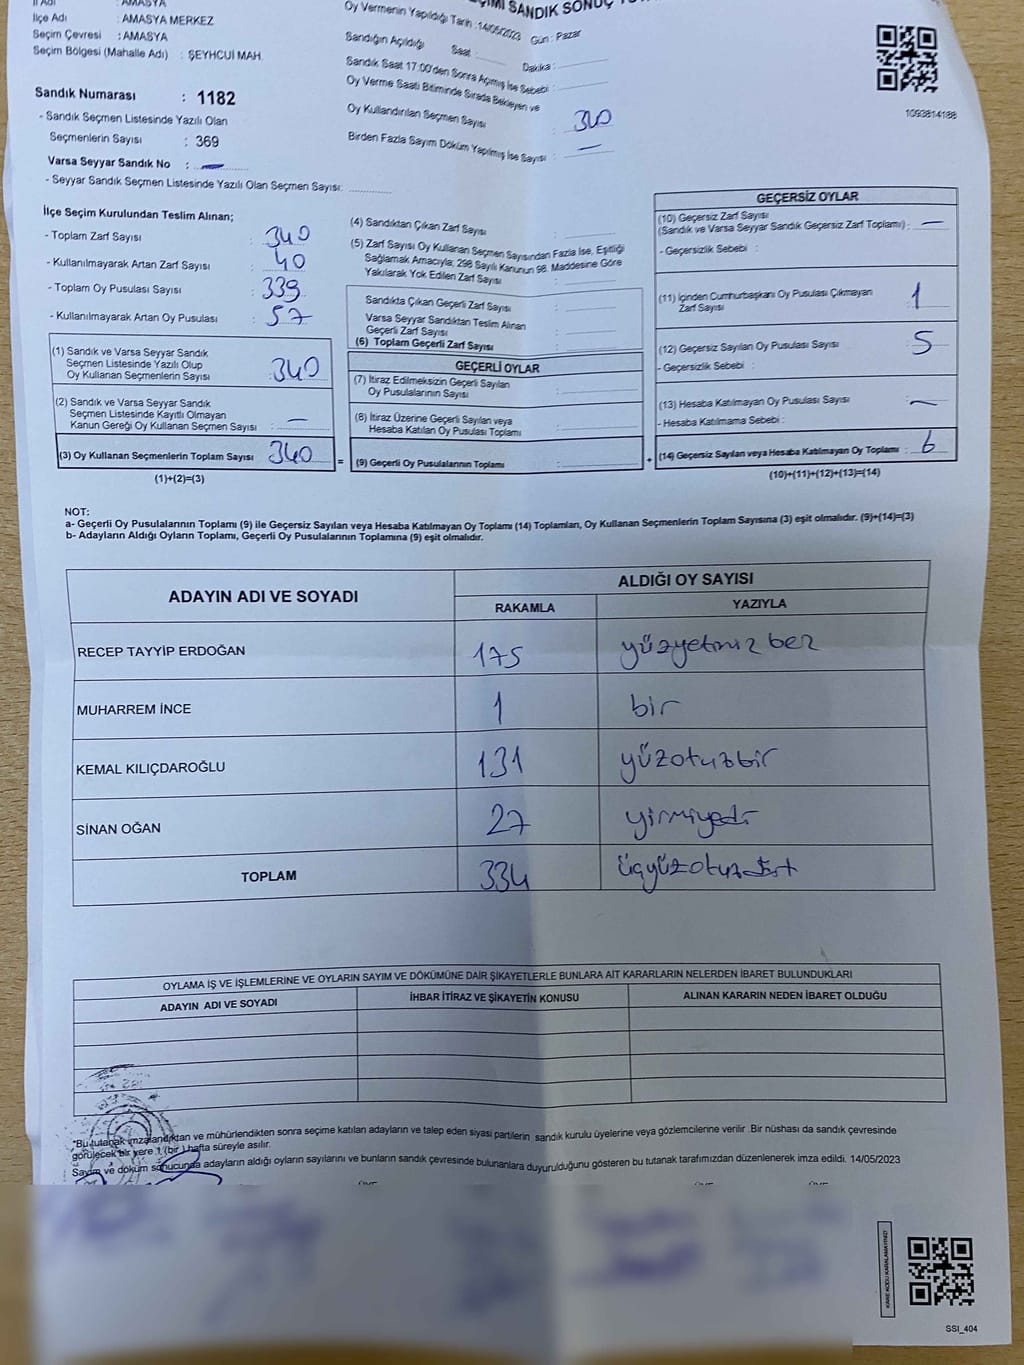 İl Adı : AMASYA
İlçe Adı : AMASYA MERKEZ
Seçim Çevresi : AMASYA
Seçim Bölgesi (Mahalle Adı) : ŞEYHCUİ MAH.
Sandık Numarası : 1182
- Sandık Seçmen Listesinde Yazılı Olan
Seçmenlerin Sayısı : 369
Varsa Seyyar Sandık No : —
- Seyyar Sandık Seçmen Listesinde Yazılı Olan Seçmen Sayısı:
SANDIK SONUÇ
Oy Vermenin Yapıldığı Tarih :14/05/2023 Gün : Pazar
Sandığın Açıldığı Saat : Dakika :
Sandık Saat 17:00'den Sonra Açımış İse Sebebi :
Oy Verme Saati Bitiminde Sırada Bekleyen ve
Oy Kullandırılan Seçmen Sayısı : 340
Birden Fazla Sayım Döküm Yapılmış İse Sayısı : —
1093814188
İlçe Seçim Kurulundan Teslim Alınan;
- Toplam Zarf Sayısı : 340
- Kullanılmayarak Artan Zarf Sayısı : 40
- Toplam Oy Pusulası Sayısı : 339
- Kullanılmayarak Artan Oy Pusulası : 57
(1) Sandık ve Varsa Seyyar Sandık
Seçmen Listesinde Yazılı Olup
Oy Kullanan Seçmenlerin Sayısı : 340
(2) Sandık ve Varsa Seyyar Sandık
Seçmen Listesinde Kayıtlı Olmayan
Kanun Gereği Oy Kullanan Seçmen Sayısı : —
(3) Oy Kullanan Seçmenlerin Toplam Sayısı 340
(1)+(2)=(3)
(4) Sandıktan Çıkan Zarf Sayısı :
(5) Zarf Sayısı Oy Kullanan Seçmen Sayısından Fazla İse, Eşitliği
Sağlamak Amacıyla; 298 Sayılı Kanunun 98. Maddesine Göre
Yakılarak Yok Edilen Zarf Sayısı :
Sandıkta Çıkan Geçerli Zarf Sayısı :
Varsa Seyyar Sandıktan Teslim Alınan
Geçerli Zarf Sayısı :
(6) Toplam Geçerli Zarf Sayısı :
GEÇERLİ OYLAR
(7) İtiraz Edilmeksizin Geçerli Sayılan
Oy Pusulalarının Sayısı :
(8) İtiraz Üzerine Geçerli Sayılan veya
Hesaba Katılan Oy Pusulası Toplamı :
= (9) Geçerli Oy Pusulalarının Toplamı :
GEÇERSİZ OYLAR
(10) Geçersiz Zarf Sayısı
(Sandık ve Varsa Seyyar Sandık Geçersiz Zarf Toplamı) : —
- Geçersizlik Sebebi :
(11) İçinden Cumhurbaşkanı Oy Pusulası Çıkmayan
Zarf Sayısı : 1
(12) Geçersiz Sayılan Oy Pusulası Sayısı : 5
- Geçersizlik Sebebi :
(13) Hesaba Katılmayan Oy Pusulası Sayısı : —
- Hesaba Katılmama Sebebi :
+ (14) Geçersiz Sayılan veya Hesaba Katılmayan Oy Toplamı : 6
(10)+(11)+(12)+(13)=(14)
NOT:
a- Geçerli Oy Pusulalarının Toplamı (9) ile Geçersiz Sayılan veya Hesaba Katılmayan Oy Toplamı (14) Toplamları, Oy Kullanan Seçmenlerin Toplam Sayısına (3) eşit olmalıdır. (9)+(14)=(3)
b- Adayların Aldığı Oyların Toplamı, Geçerli Oy Pusulalarının Toplamına (9) eşit olmalıdır.
ADAYIN ADI VE SOYADI ALDIĞI OY SAYISI
RAKAMLA YAZIYLA
RECEP TAYYİP ERDOĞAN 175 yüzyetmiz bez
MUHARREM İNCE 1 bir
KEMAL KILIÇDAROĞLU 131 yüzotuzbir
SİNAN OĞAN 27 yirmiyedi
TOPLAM 334 üçyüzotuzdört
OYLAMA İŞ VE İŞLEMLERİNE VE OYLARIN SAYIM VE DÖKÜMÜNE DAİR ŞİKAYETLERLE BUNLARA AİT KARARLARIN NELERDEN İBARET BULUNDUKLARI
ADAYIN ADI VE SOYADI İHBAR İTİRAZ VE ŞİKAYETİN KONUSU ALINAN KARARIN NEDEN İBARET OLDUĞU
*Bu tutanak imzalandıktan ve mühürlendikten sonra seçime katılan adayların ve talep eden siyasi partilerin sandık kurulu üyelerine veya gözlemcilerine verilir .Bir nüshası da sandık çevresinde
görülecek bir yere 1 (bir) hafta süreyle asılır.
Sayım ve döküm sonucunda adayların aldığı oyların sayılarını ve bunların sandık çevresinde bulunanlara duyurulduğunu gösteren bu tutanak tarafımızdan düzenlenerek imza edildi. 14/05/2023
KARE KODU KARALAMAYINIZ!
SSI_404